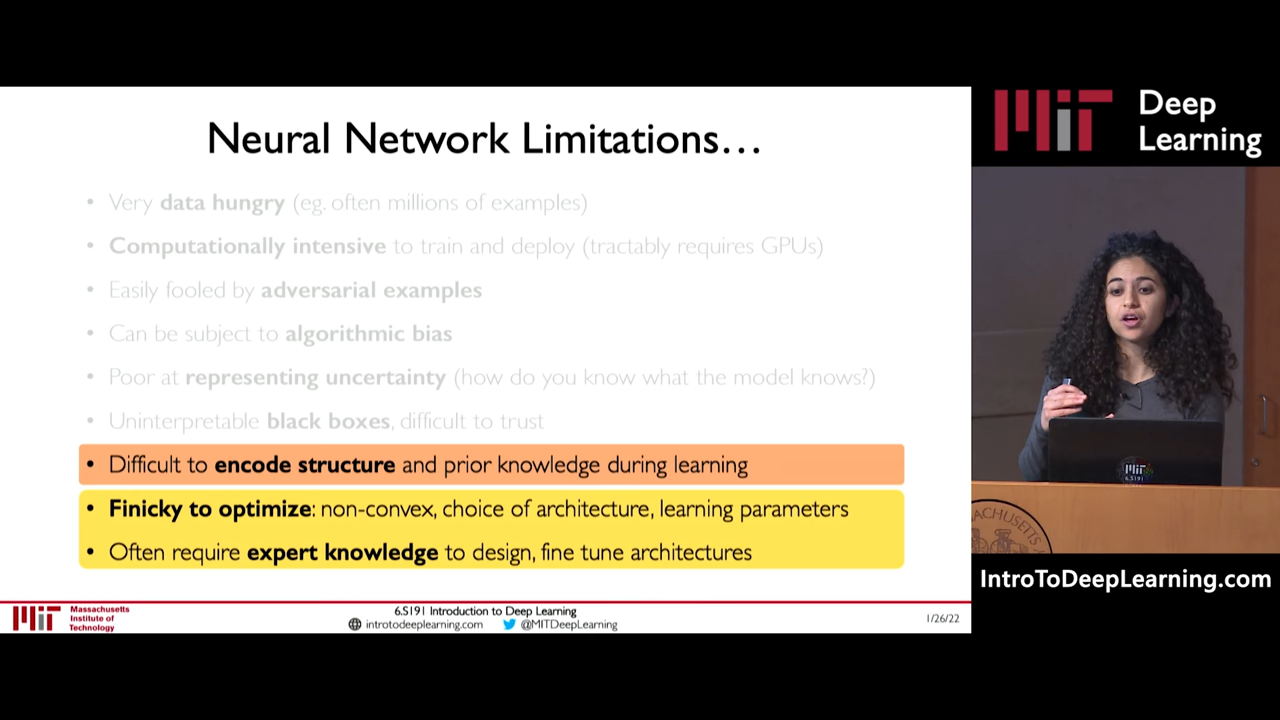 Neural Network Limitations…
• Very data hungry (eg. often millions of examples)
• Computationally intensive to train and deploy (tractably requires GPUs)
• Easily fooled by adversarial examples
• Can be subject to algorithmic bias
• Poor at representing uncertainty (how do you know what the model knows?)
• Uninterpretable black boxes, difficult to trust
• Difficult to encode structure and prior knowledge during learning
• Finicky to optimize: non-convex, choice of architecture, learning parameters
• Often require expert knowledge to design, fine tune architectures
Massachusetts
Institute of
Technology
6.S191 Introduction to Deep Learning
introtodeeplearning.com @MITDeepLearning
1/26/22
MIT
Deep
Learning
MIT
6.S191
MASSACHUSETTS
IntroToDeepLearning.com